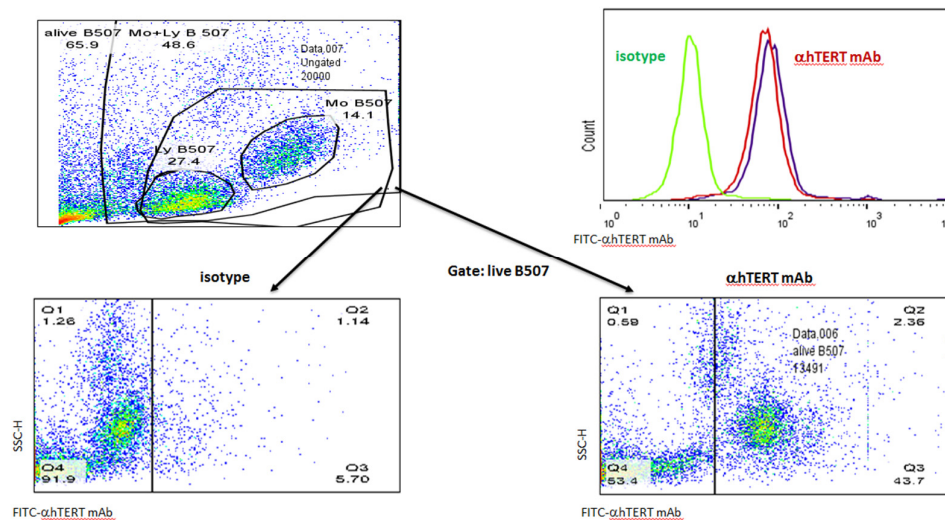 alive B507 Mo+Ly B 507
65.9 48.6
Data.007
Ungated
20000
Mo B507
14.1
Ly B507
27.4
isotype
αhTERT mAb
Count
10⁰ 10¹ 10² 10³
FITC-αhTERT mAb
isotype
Gate: live B507
αhTERT mAb
Q1
1.26
Q2
1.14
SSC-H
Q4
91.9
Q3
5.70
FITC-αhTERT mAb
Q1
0.59
Q2
2.36
Data.006
alive B507
13491
SSC-H
Q4
53.4
Q3
43.7
FITC-αhTERT mAb